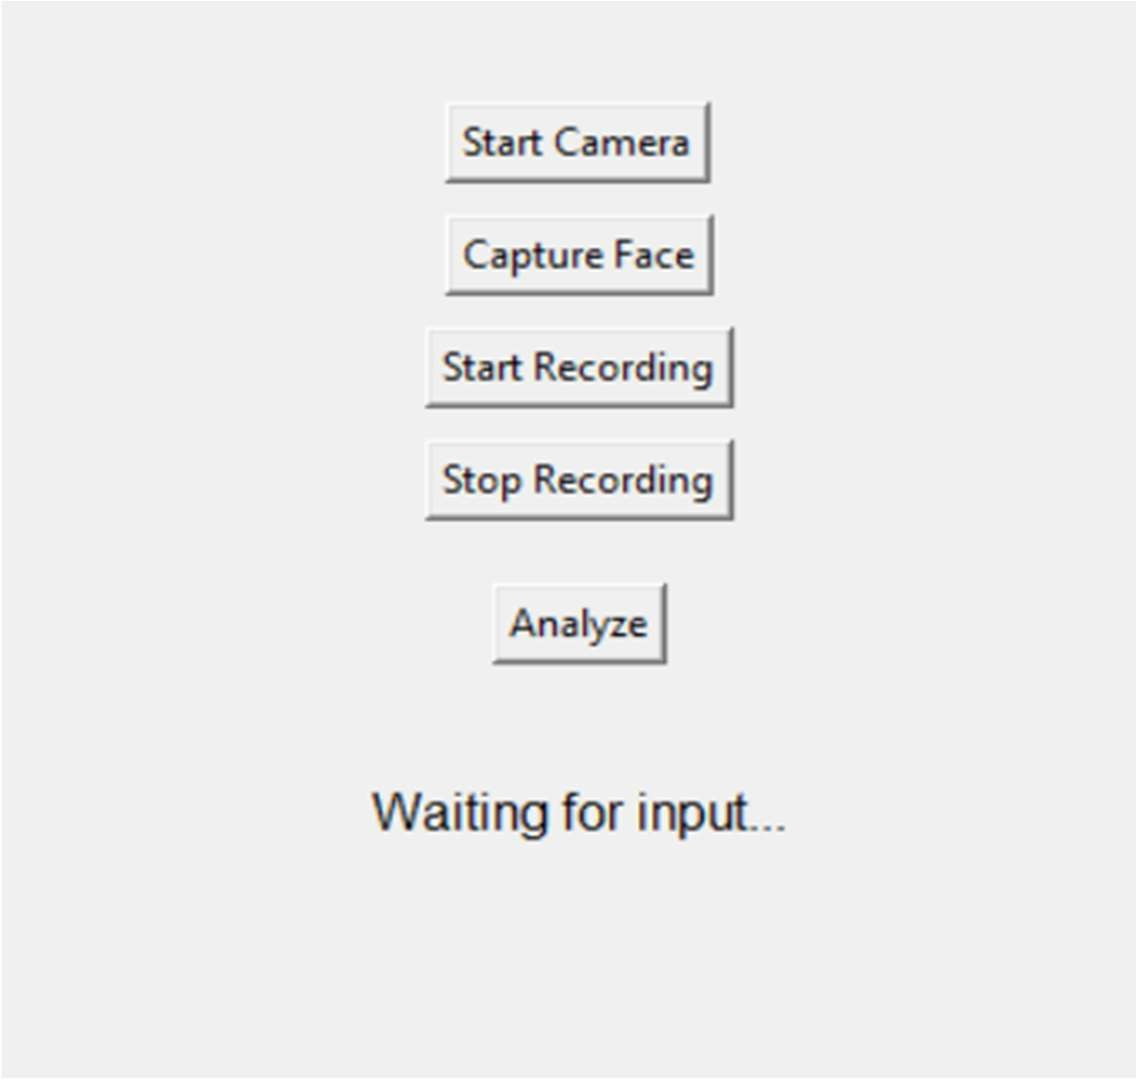 Start Camera
Capture Face
Start Recording
Stop Recording
Analyze
Waiting for input...